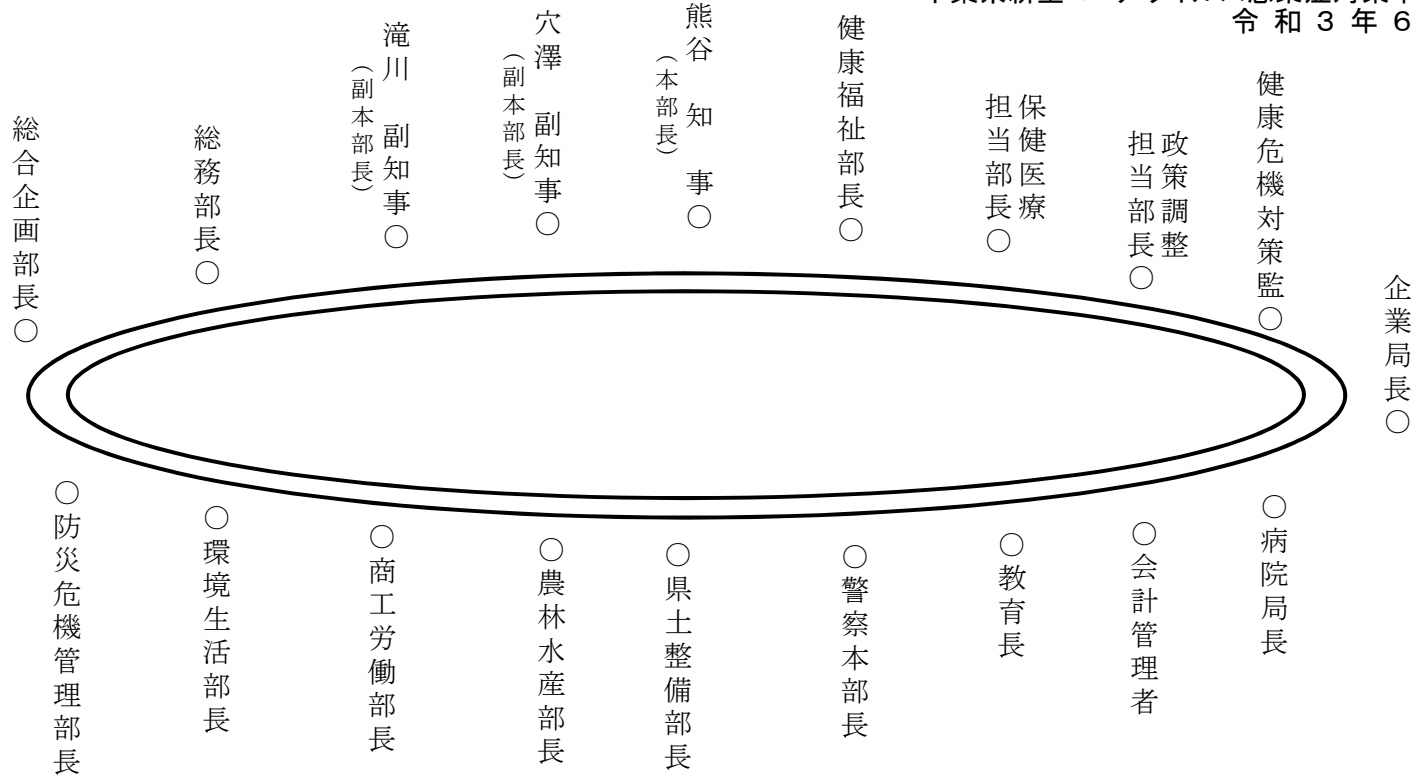 令和3年6
企業局長○
健康危機対策監○
政策調整
担当部長○
保健医療
担当部長○
健康福祉部長○
熊谷 知 事○
（本部長）
穴澤 副知事○
（副本部長）
滝川 副知事○
（副本部長）
総務部長○
総合企画部長○
○病院局長
○会計管理者
○教育長
○警察本部長
○県土整備部長
○農林水産部長
○商工労働部長
○環境生活部長
○防災危機管理部長